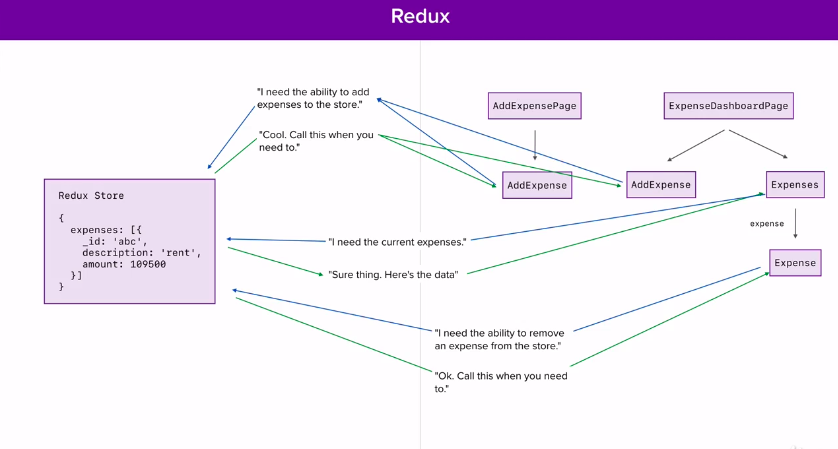 Redux
"I need the ability to add
expenses to the store."
"Cool. Call this when you
need to."
AddExpensePage
ExpenseDashboardPage
AddExpense
AddExpense
Expenses
Redux Store
{
expenses: [{
_id: 'abc',
description: 'rent',
amount: 109500
}]
}
expense
"I need the current expenses."
"Sure thing. Here's the data"
Expense
"I need the ability to remove
an expense from the store."
"Ok. Call this when you need
to."